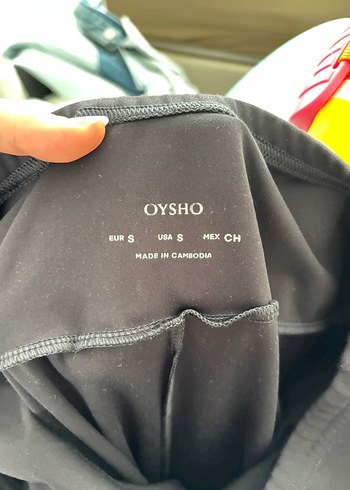 OYSHO
EUR S USA S MEX CH
MADE IN CAMBODIA